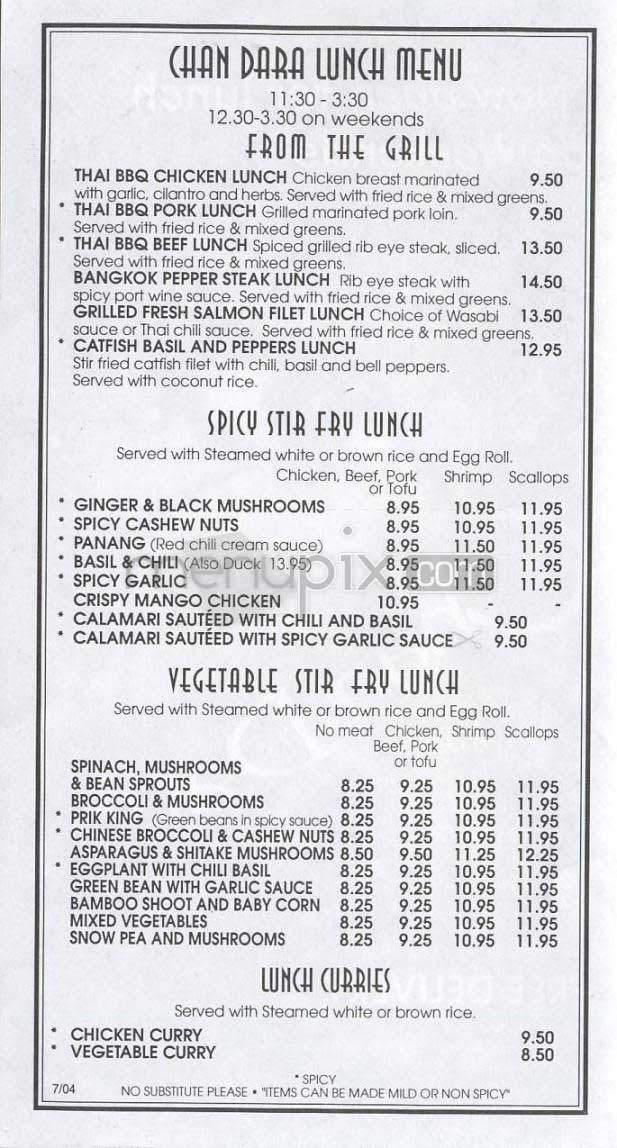 CHAN DARA LUNCH MENU
11:30 - 3:30
12.30-3.30 on weekends
FROM THE GRILL
THAI BBQ CHICKEN LUNCH Chicken breast marinated 9.50
with garlic, cilantro and herbs. Served with fried rice & mixed greens.
* THAI BBQ PORK LUNCH Grilled marinated pork loin. 9.50
Served with fried rice & mixed greens.
* THAI BBQ BEEF LUNCH Spiced grilled rib eye steak, sliced. 13.50
Served with fried rice & mixed greens.
BANGKOK PEPPER STEAK LUNCH Rib eye steak with 14.50
spicy port wine sauce. Served with fried rice & mixed greens.
GRILLED FRESH SALMON FILET LUNCH Choice of Wasabi 13.50
sauce or Thai chili sauce. Served with fried rice & mixed greens.
* CATFISH BASIL AND PEPPERS LUNCH 12.95
Stir fried catfish filet with chili, basil and bell peppers.
Served with coconut rice.
SPICY STIR FRY LUNCH
Served with Steamed white or brown rice and Egg Roll.
Chicken, Beef, Pork Shrimp Scallops
or Tofu
* GINGER & BLACK MUSHROOMS 8.95 10.95 11.95
* SPICY CASHEW NUTS 8.95 10.95 11.95
* PANANG (Red chili cream sauce) 8.95 11.50 11.95
* BASIL & CHILI (Also Duck 13.95) 8.95 11.50 11.95
* SPICY GARLIC 8.95 11.50 11.95
CRISPY MANGO CHICKEN 10.95 - -
* CALAMARI SAUTÉED WITH CHILI AND BASIL 9.50
* CALAMARI SAUTÉED WITH SPICY GARLIC SAUCE 9.50
menupix.com
VEGETABLE STIR FRY LUNCH
Served with Steamed white or brown rice and Egg Roll.
No meat Chicken, Shrimp Scallops
Beef, Pork
or tofu
SPINACH, MUSHROOMS
& BEAN SPROUTS 8.25 9.25 10.95 11.95
BROCCOLI & MUSHROOMS 8.25 9.25 10.95 11.95
* PRIK KING (Green beans in spicy sauce) 8.25 9.25 10.95 11.95
* CHINESE BROCCOLI & CASHEW NUTS 8.25 9.25 10.95 11.95
ASPARAGUS & SHITAKE MUSHROOMS 8.50 9.50 11.25 12.25
* EGGPLANT WITH CHILI BASIL 8.25 9.25 10.95 11.95
GREEN BEAN WITH GARLIC SAUCE 8.25 9.25 10.95 11.95
BAMBOO SHOOT AND BABY CORN 8.25 9.25 10.95 11.95
MIXED VEGETABLES 8.25 9.25 10.95 11.95
SNOW PEA AND MUSHROOMS 8.25 9.25 10.95 11.95
LUNCH CURRIES
Served with Steamed white or brown rice.
* CHICKEN CURRY 9.50
* VEGETABLE CURRY 8.50
* SPICY
7/04 NO SUBSTITUTE PLEASE • "ITEMS CAN BE MADE MILD OR NON SPICY"